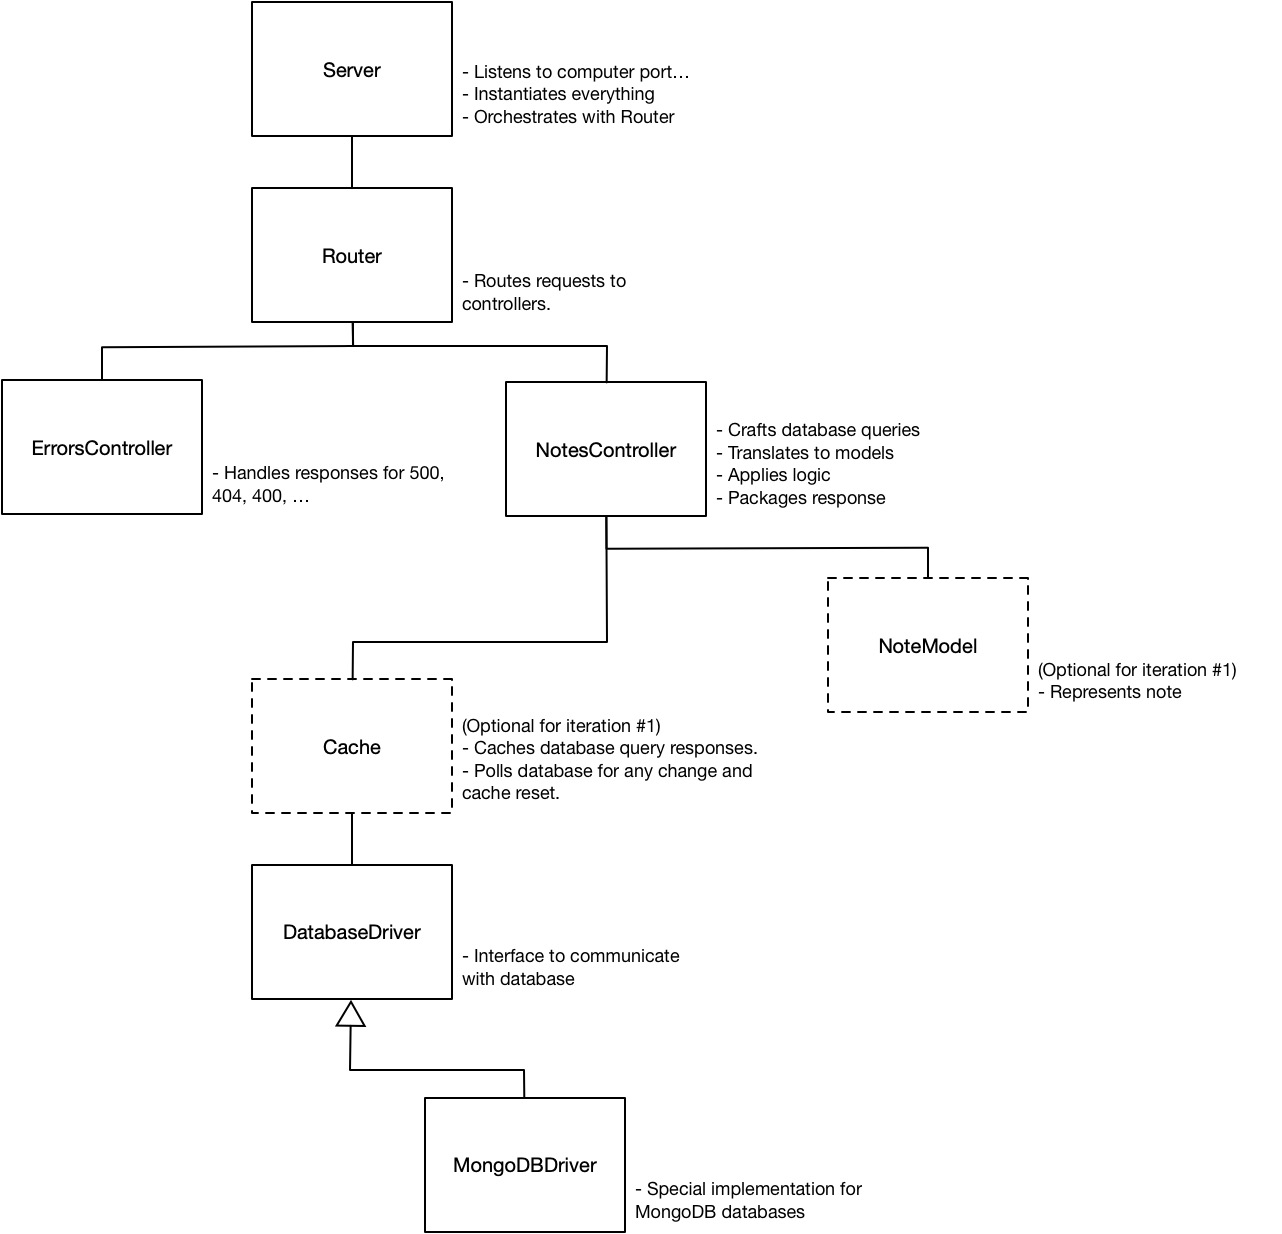 Server
- Listens to computer port…
- Instantiates everything
- Orchestrates with Router
Router
- Routes requests to
controllers.
ErrorsController
- Handles responses for 500,
404, 400, …
NotesController
- Crafts database queries
- Translates to models
- Applies logic
- Packages response
NoteModel
(Optional for iteration #1)
- Represents note
Cache
(Optional for iteration #1)
- Caches database query responses.
- Polls database for any change and
cache reset.
DatabaseDriver
- Interface to communicate
with database
MongoDBDriver
- Special implementation for
MongoDB databases